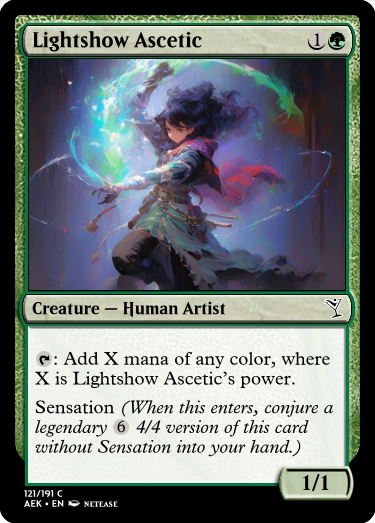 Lightshow Ascetic 1
Creature — Human Artist
: Add X mana of any color, where
X is Lightshow Ascetic's power.
Sensation (When this enters, conjure a
legendary 6 4/4 version of this card
without Sensation into your hand.)
1/1
121/191 C
AEK • EN NETEASE